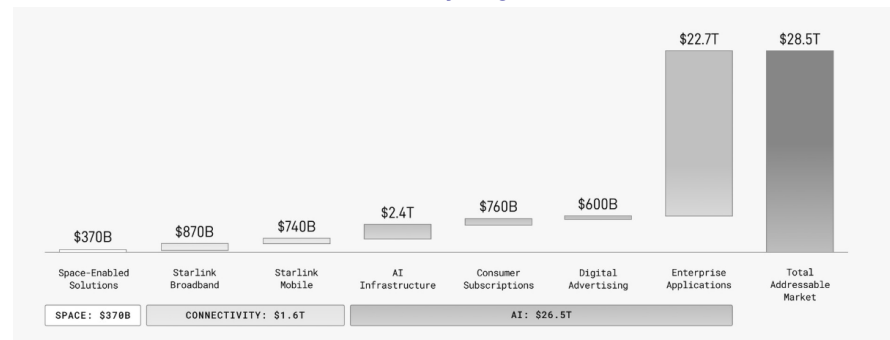 $370B
$870B
$740B
$2.4T
$760B
$600B
$22.7T
$28.5T
Space-Enabled
Solutions
Starlink
Broadband
Starlink
Mobile
AI
Infrastructure
Consumer
Subscriptions
Digital
Advertising
Enterprise
Applications
Total
Addressable
Market
SPACE: $370B
CONNECTIVITY: $1.6T
AI: $26.5T